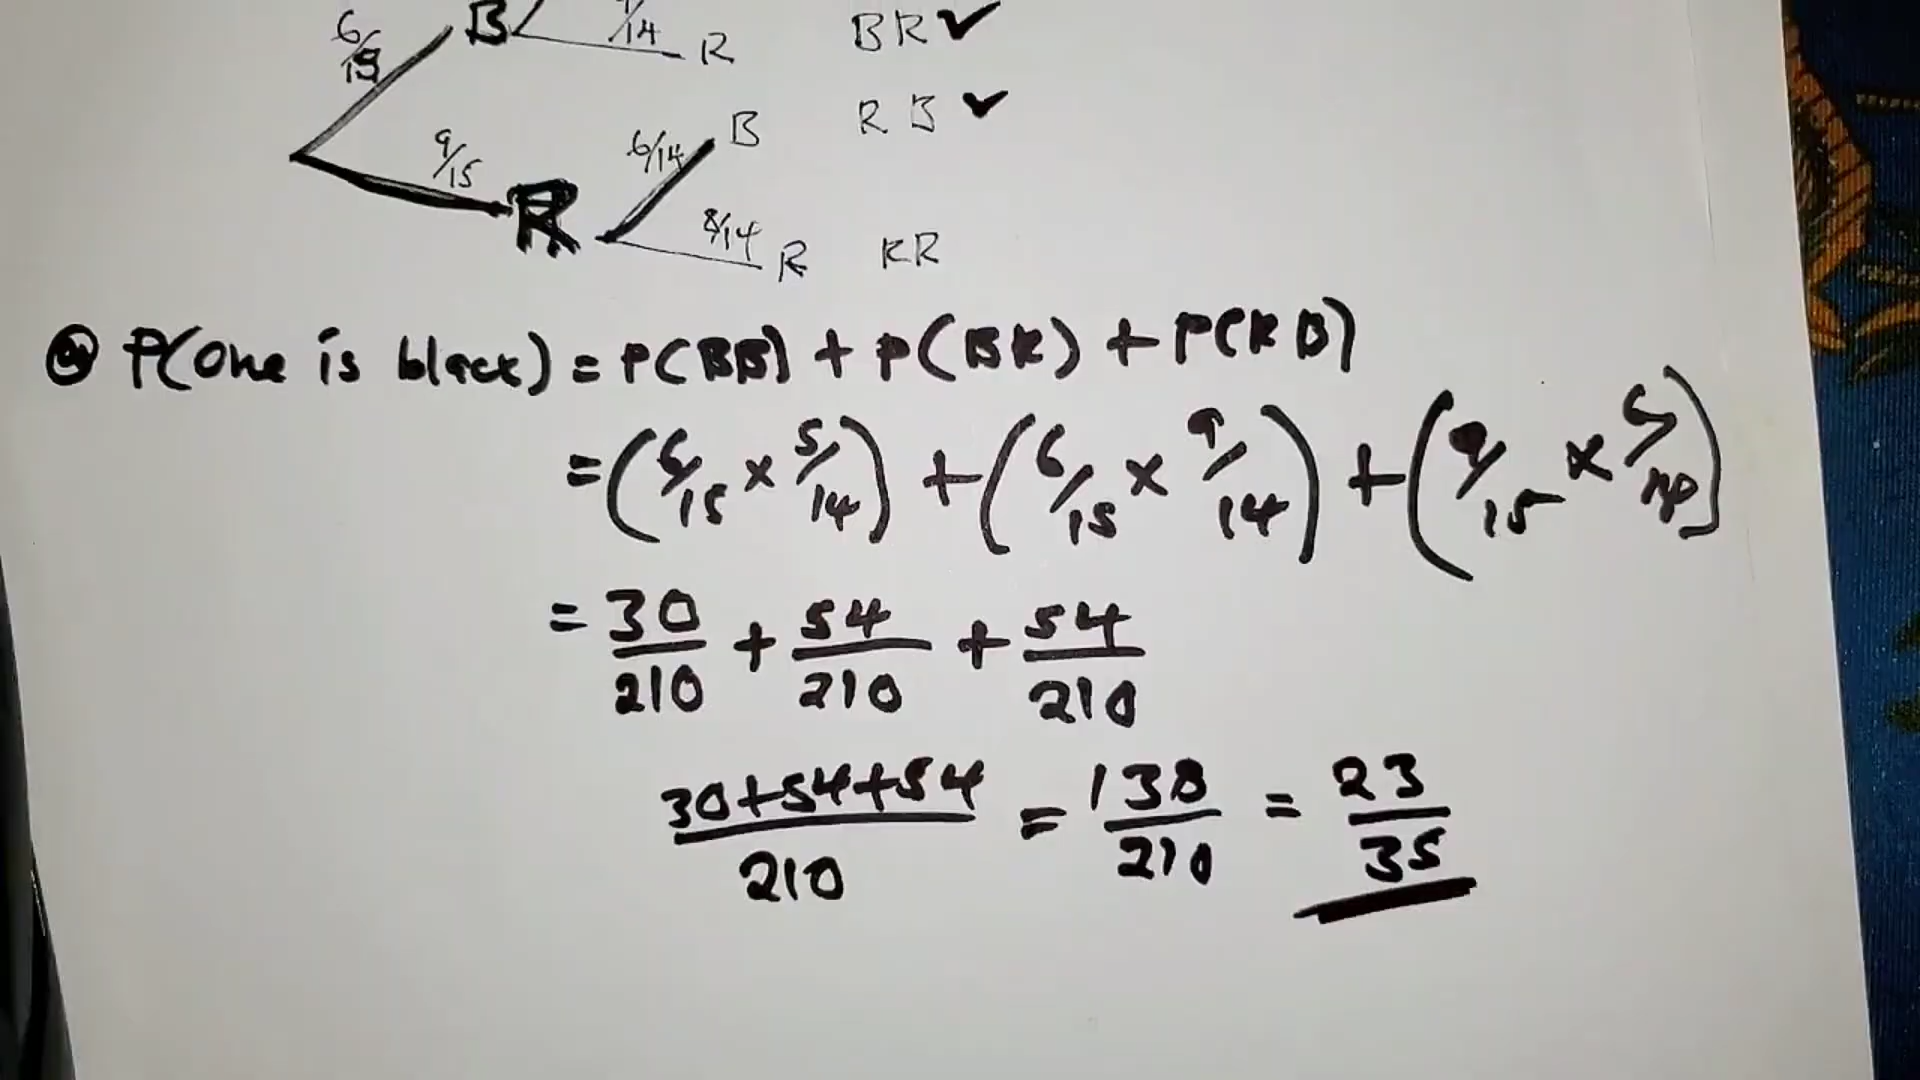 6/15 B 9/14 R BR ✓
9/15 R 6/14 B RB ✓
8/14 R RR
P(One is black) = P(BB) + P(BR) + P(RB)
= (6/15 × 5/14) + (6/15 × 9/14) + (9/15 × 6/14)
= 30/210 + 54/210 + 54/210
30+54+54/210 = 138/210 = 23/35